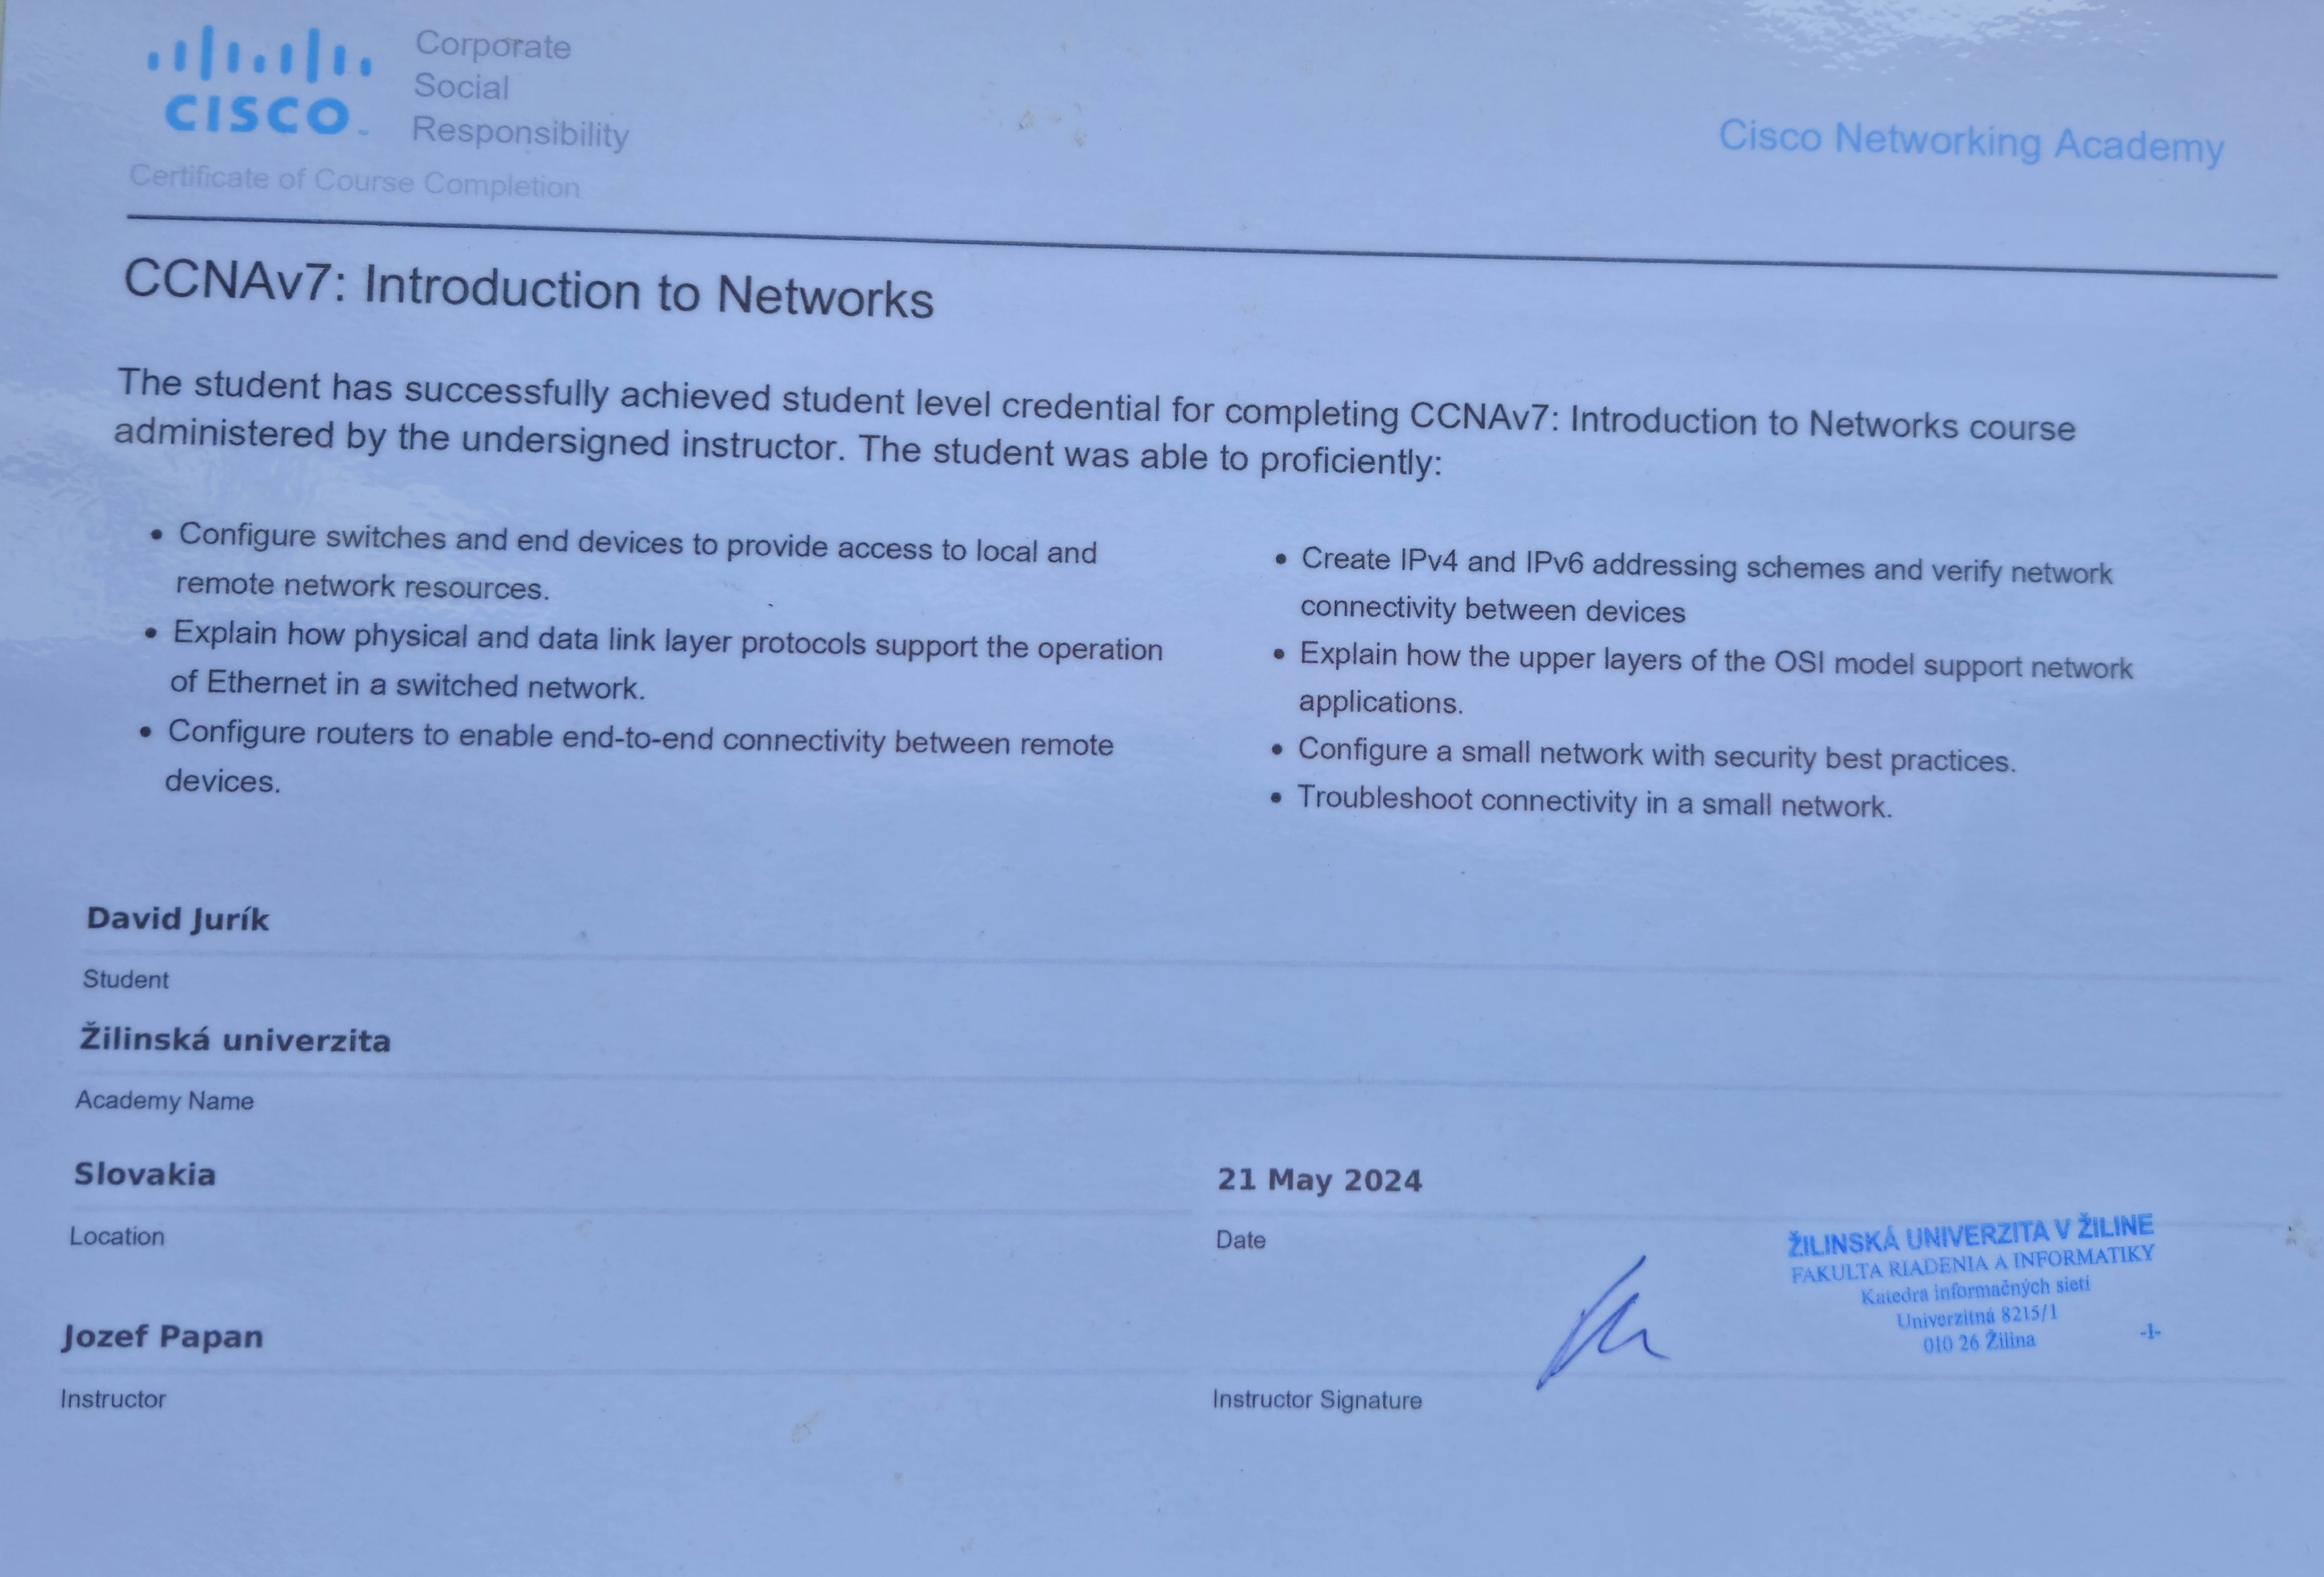 CISCO
Corporate
Social
Responsibility
Cisco Networking Academy
Certificate of Course Completion
CCNAv7: Introduction to Networks
The student has successfully achieved student level credential for completing CCNAv7: Introduction to Networks course
administered by the undersigned instructor. The student was able to proficiently:
• Configure switches and end devices to provide access to local and
remote network resources.
• Explain how physical and data link layer protocols support the operation
of Ethernet in a switched network.
• Configure routers to enable end-to-end connectivity between remote
devices.
• Create IPv4 and IPv6 addressing schemes and verify network
connectivity between devices
• Explain how the upper layers of the OSI model support network
applications.
• Configure a small network with security best practices.
• Troubleshoot connectivity in a small network.
David Jurík
Student
Žilinská univerzita
Academy Name
Slovakia
Location
21 May 2024
Date
Jozef Papan
Instructor
Instructor Signature
ŽILINSKÁ UNIVERZITA V ŽILINE
FAKULTA RIADENIA A INFORMATIKY
Katedra informačných sietí
Univerzitná 8215/1
010 26 Žilina
-1-